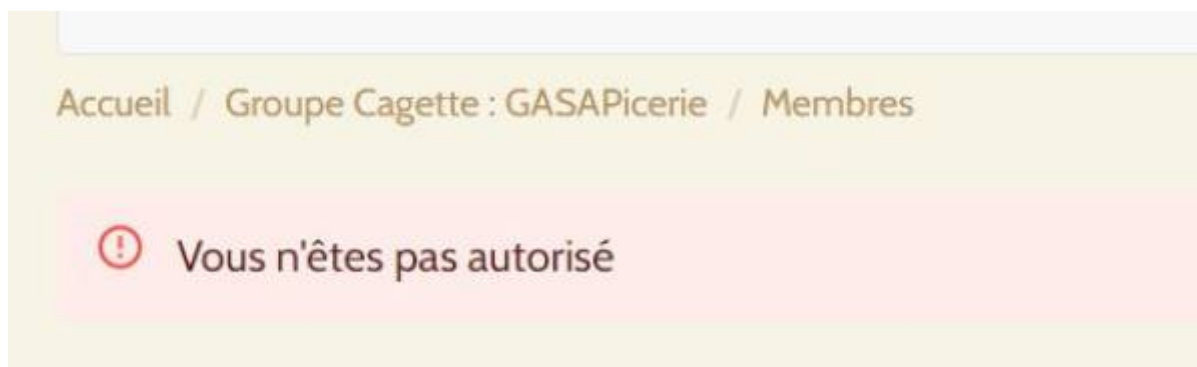 Accueil / Groupe Cagette : GASAPicerie / Membres
Vous n'êtes pas autorisé